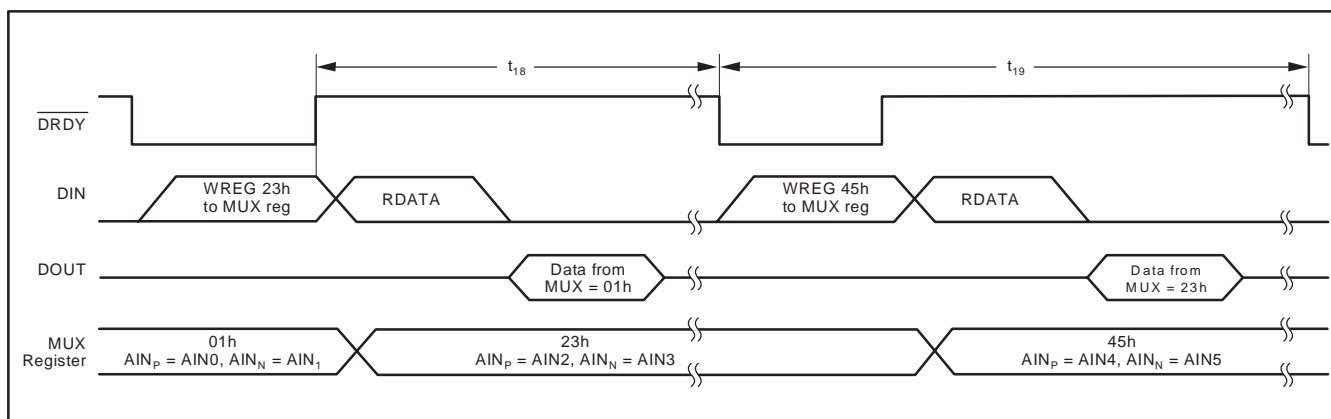 t18
t19
DRDY
DIN
WREG 23h
to MUX reg
RDATA
WREG 45h
to MUX reg
RDATA
DOUT
Data from
MUX = 01h
Data from
MUX = 23h
MUX
Register
01h
AINP = AIN0, AINN = AIN1
23h
AINP = AIN2, AINN = AIN3
45h
AINP = AIN4, AINN = AIN5